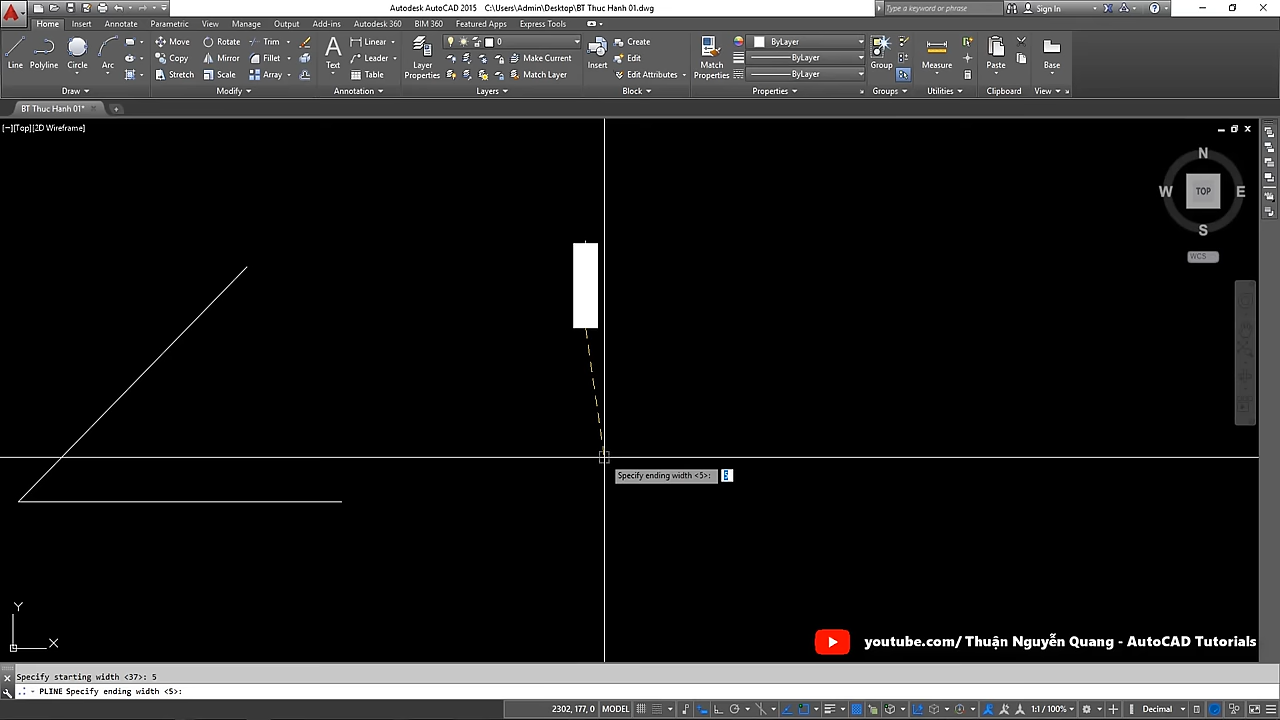 Autodesk AutoCAD 2015 C:\Users\Admin\Desktop\BT Thuc Hanh 01.dwg
Type a keyword or phrase
Sign In
Home Insert Annotate Parametric View Manage Output Add-ins Autodesk 360 BIM 360 Featured Apps Express Tools
Line Polyline Circle Arc
Move Rotate Trim
Copy Mirror Fillet
Stretch Scale Array
Text Linear
Leader
Table
Layer Properties
0
Make Current
Match Layer
Insert Create
Edit
Edit Attributes
Match Properties
ByLayer
ByLayer
ByLayer
Group Measure Paste Base
Draw Modify Annotation Layers Block Properties Groups Utilities Clipboard View
BT Thuc Hanh 01*
[−][Top][2D Wireframe]
N
W TOP E
S
WCS
Specify ending width <5>: 5
Y
X
youtube.com/ Thuận Nguyễn Quang - AutoCAD Tutorials
Specify starting width <37>: 5
PLINE Specify ending width <5>:
2302, 177, 0 MODEL 1:1 / 100% Decimal